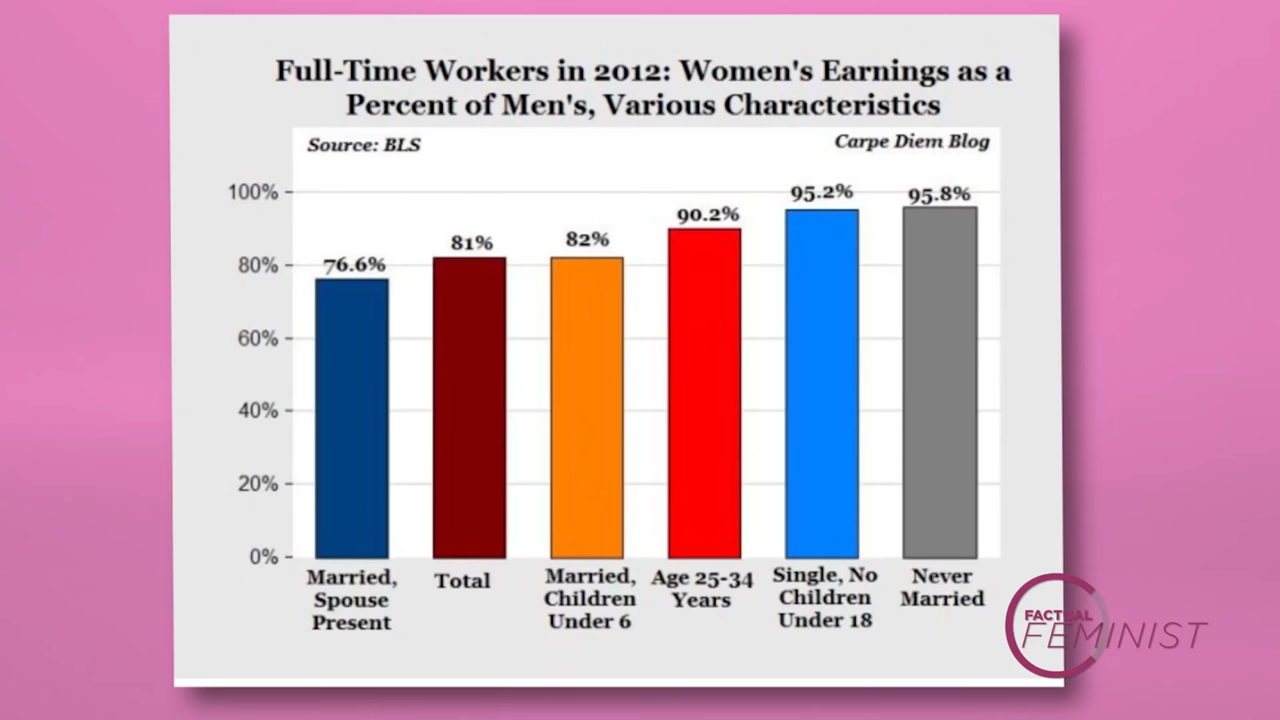 Full-Time Workers in 2012: Women's Earnings as a
Percent of Men's, Various Characteristics
Source: BLS
Carpe Diem Blog
100%
80%
60%
40%
20%
0%
76.6%
81%
82%
90.2%
95.2%
95.8%
Married,
Spouse
Present
Total
Married,
Children
Under 6
Age 25-34
Years
Single, No
Children
Under 18
Never
Married
FACTUAL
FEMINIST